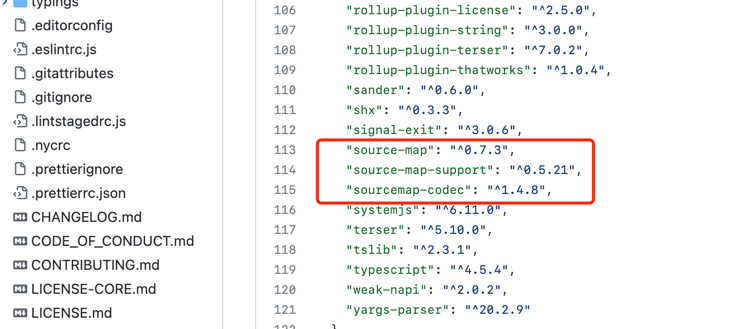 typings
.editorconfig
.eslintrc.js
.gitattributes
.gitignore
.lintstagedrc.js
.nycrc
.prettierignore
.prettierrc.json
CHANGELOG.md
CODE_OF_CONDUCT.md
CONTRIBUTING.md
LICENSE-CORE.md
LICENSE.md
106 "rollup-plugin-license": "^2.5.0",
107 "rollup-plugin-string": "^3.0.0",
108 "rollup-plugin-terser": "^7.0.2",
109 "rollup-plugin-thatworks": "^1.0.4",
110 "sander": "^0.6.0",
111 "shx": "^0.3.3",
112 "signal-exit": "^3.0.6",
113 "source-map": "^0.7.3",
114 "source-map-support": "^0.5.21",
115 "sourcemap-codec": "^1.4.8",
116 "systemjs": "^6.11.0",
117 "terser": "^5.10.0",
118 "tslib": "^2.3.1",
119 "typescript": "^4.5.4",
120 "weak-napi": "^2.0.2",
121 "yargs-parser": "^20.2.9"